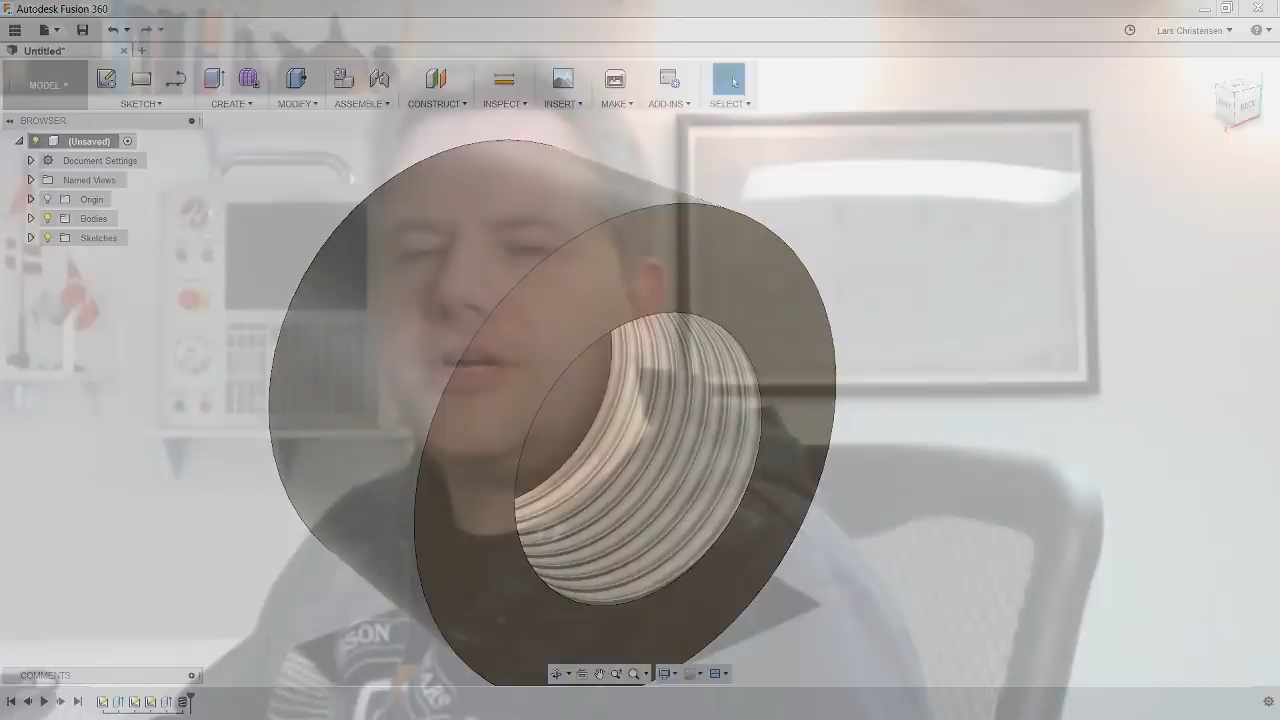 Autodesk Fusion 360
Lars Christensen
Untitled*
MODEL
SKETCH
CREATE
MODIFY
ASSEMBLE
CONSTRUCT
INSPECT
INSERT
MAKE
ADD-INS
SELECT
BACK
BROWSER
(Unsaved)
Document Settings
Named Views
Origin
Bodies
Sketches
SON
COMMENTS